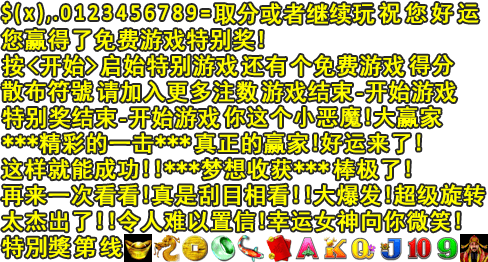 $(x),.0123456789=取分或者继续玩祝您好运
您赢得了免费游戏特别奖!
按<开始>启始特别游戏还有个免费游戏得分
散布符號请加入更多注数游戏结束-开始游戏
特别奖结束-开始游戏你这个小恶魔!大赢家
***精彩的一击***真正的赢家!好运来了!
这样就能成功!!***梦想收获***棒极了!
再来一次看看!真是刮目相看!!大爆发!超级旋转
太杰出了!!令人难以置信!幸运女神向你微笑!
特別獎第线 A K Q J 10 9